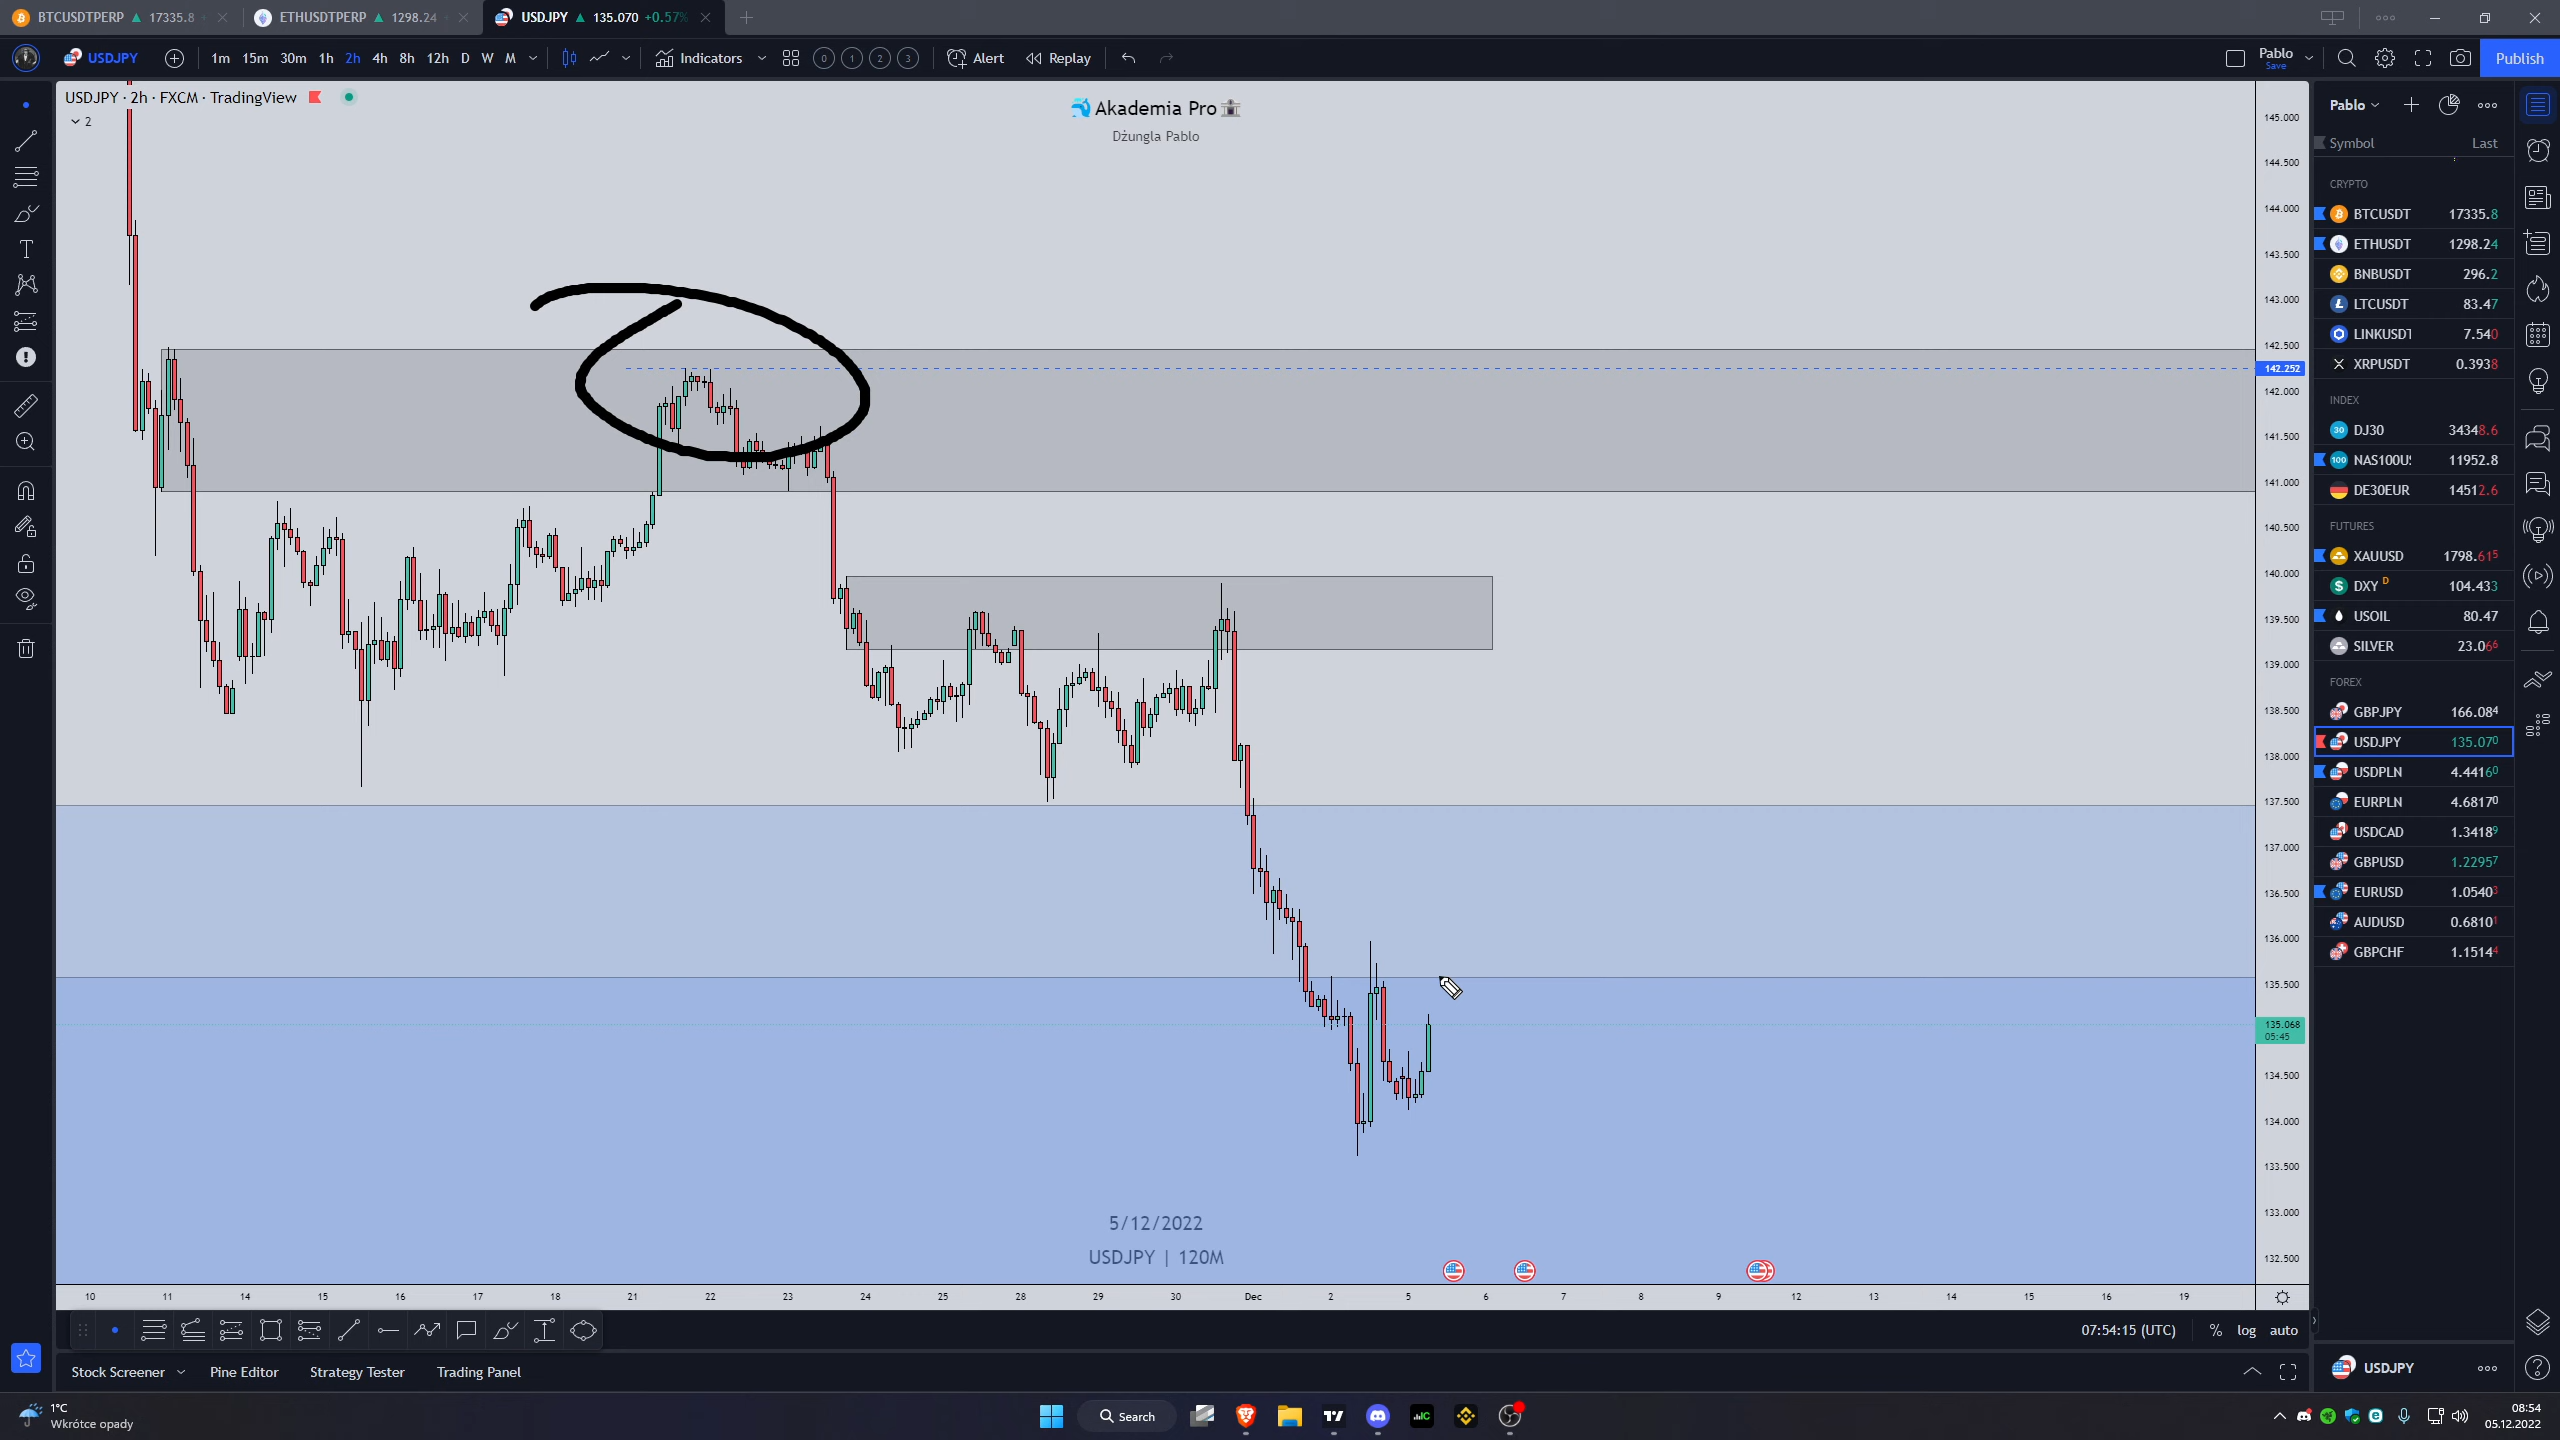 BTCUSDTPERP ▲ 17335.8
ETHUSDTPERP ▲ 1298.24
USDJPY ▲ 135.070 +0.57%
USDJPY 1m 15m 30m 1h 2h 4h 8h 12h D W M Indicators 0 1 2 3 Alert Replay Pablo Save Publish
USDJPY · 2h · FXCM · TradingView
2
Akademia Pro
Dżungla Pablo
145.000
144.500
144.000
143.500
143.000
142.500
142.252
142.000
141.500
141.000
140.500
140.000
139.500
139.000
138.500
138.000
137.500
137.000
136.500
136.000
135.500
135.068
05:45
134.500
134.000
133.500
133.000
132.500
5/12/2022
USDJPY | 120M
10 11 14 15 16 17 18 21 22 23 24 25 28 29 30 Dec 2 5 6 7 8 9 12 13 14 15 16 19
07:54:15 (UTC) % log auto
Stock Screener Pine Editor Strategy Tester Trading Panel
Pablo
Symbol Last
CRYPTO
BTCUSDT 17335.8
ETHUSDT 1298.24
BNBUSDT 296.2
LTCUSDT 83.47
LINKUSDT 7.540
XRPUSDT 0.3938
INDEX
30 DJ30 34348.6
100 NAS100U 11952.8
DE30EUR 14512.6
FUTURES
XAUUSD 1798.615
DXY D 104.433
USOIL 80.47
SILVER 23.066
FOREX
GBPJPY 166.084
USDJPY 135.070
USDPLN 4.44160
EURPLN 4.68170
USDCAD 1.34189
GBPUSD 1.22957
EURUSD 1.05403
AUDUSD 0.68101
GBPCHF 1.15144
USDJPY
1°C
Wkrótce opady
Search
08:54
05.12.2022